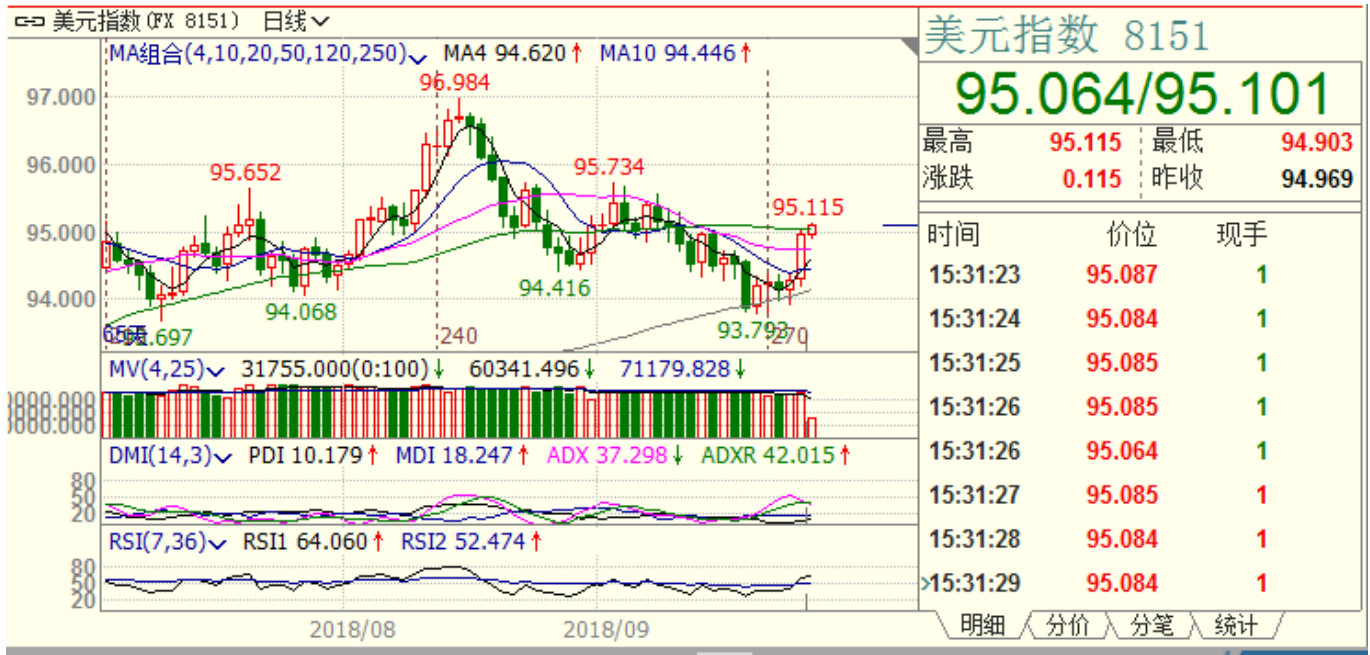 美元指数(FX 8151) 日线
MA组合(4,10,20,50,120,250) MA4 94.620↑ MA10 94.446↑
96.984
97.000
96.000
95.652
95.734
95.115
95.000
94.416
94.000
94.068
93.793
65天
.697
240
270
MV(4,25) 31755.000(0:100)↓ 60341.496↓ 71179.828↓
0000.000
0000.000
DMI(14,3) PDI 10.179↑ MDI 18.247↑ ADX 37.298↓ ADXR 42.015↑
80
50
20
RSI(7,36) RSI1 64.060↑ RSI2 52.474↑
80
50
20
2018/08 2018/09
美元指数 8151
95.064/95.101
最高 95.115 最低 94.903
涨跌 0.115 昨收 94.969
时间 价位 现手
15:31:23 95.087 1
15:31:24 95.084 1
15:31:25 95.085 1
15:31:26 95.085 1
15:31:26 95.064 1
15:31:27 95.085 1
15:31:28 95.084 1
>15:31:29 95.084 1
明细 分价 分笔 统计